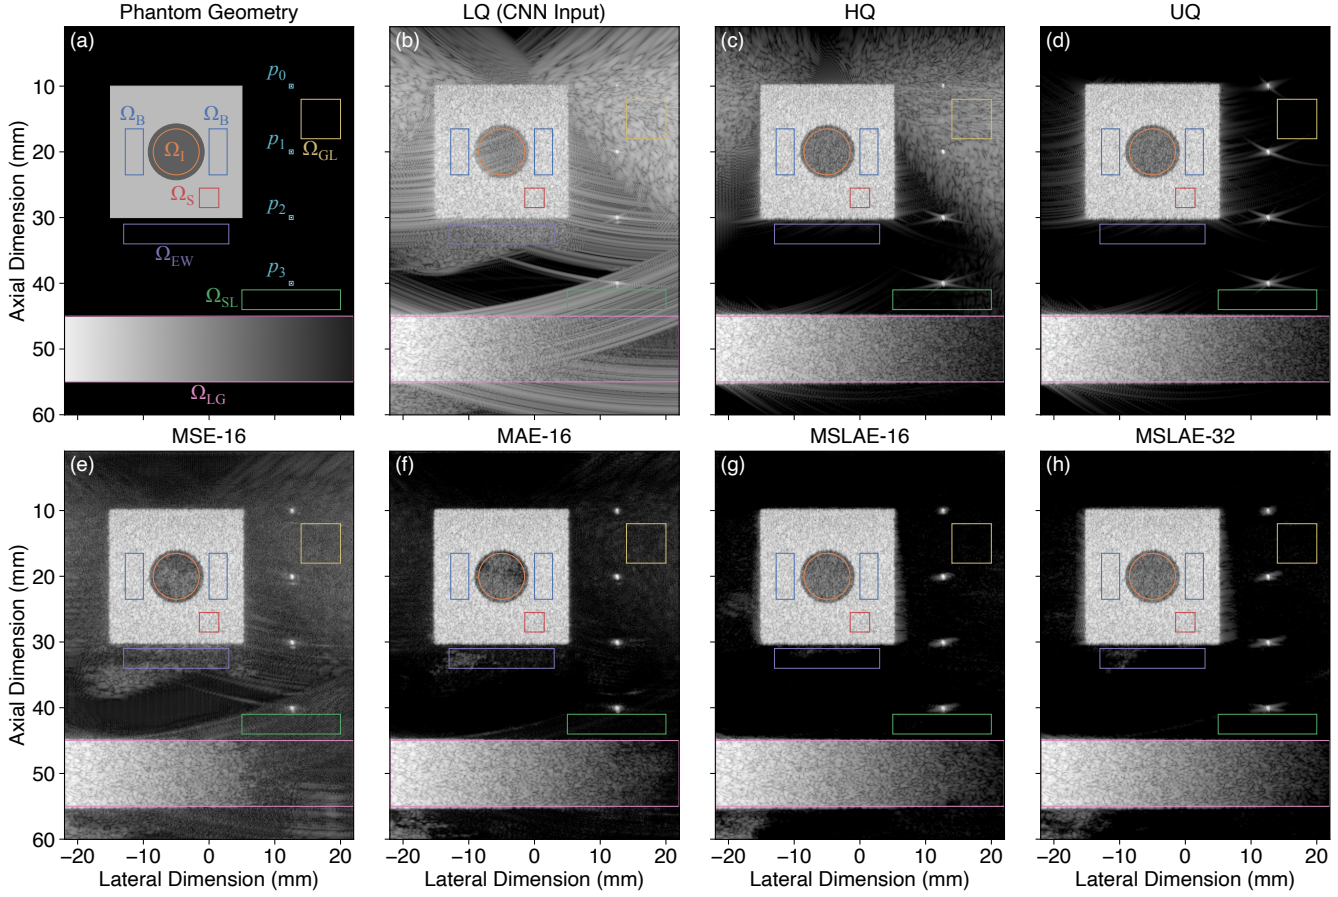 Phantom Geometry
LQ (CNN Input)
HQ
UQ
(a)
(b)
(c)
(d)
Axial Dimension (mm)
10
20
30
40
50
60
p0
p1
p2
p3
ΩB
ΩB
ΩI
ΩGL
ΩS
ΩEW
ΩSL
ΩLG
MSE-16
MAE-16
MSLAE-16
MSLAE-32
(e)
(f)
(g)
(h)
Axial Dimension (mm)
10
20
30
40
50
60
−20 −10 0 10 20
−20 −10 0 10 20
−20 −10 0 10 20
−20 −10 0 10 20
Lateral Dimension (mm)
Lateral Dimension (mm)
Lateral Dimension (mm)
Lateral Dimension (mm)